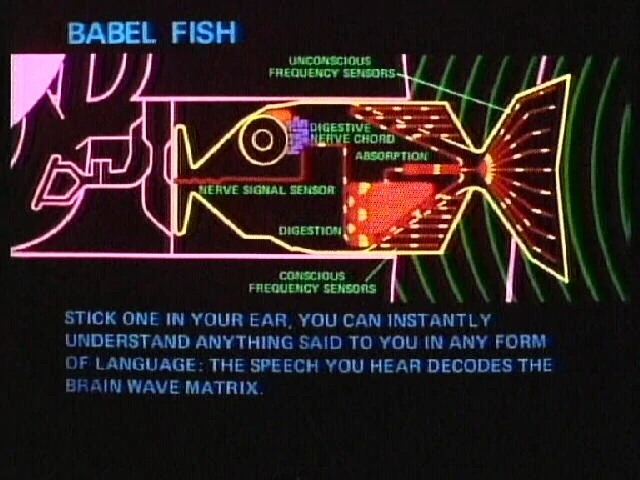 BABEL FISH
UNCONSCIOUS
FREQUENCY SENSORS
DIGESTIVE
NERVE CHORD
ABSORPTION
NERVE SIGNAL SENSOR
DIGESTION
CONSCIOUS
FREQUENCY SENSORS
STICK ONE IN YOUR EAR, YOU CAN INSTANTLY
UNDERSTAND ANYTHING SAID TO YOU IN ANY FORM
OF LANGUAGE: THE SPEECH YOU HEAR DECODES THE
BRAIN WAVE MATRIX.